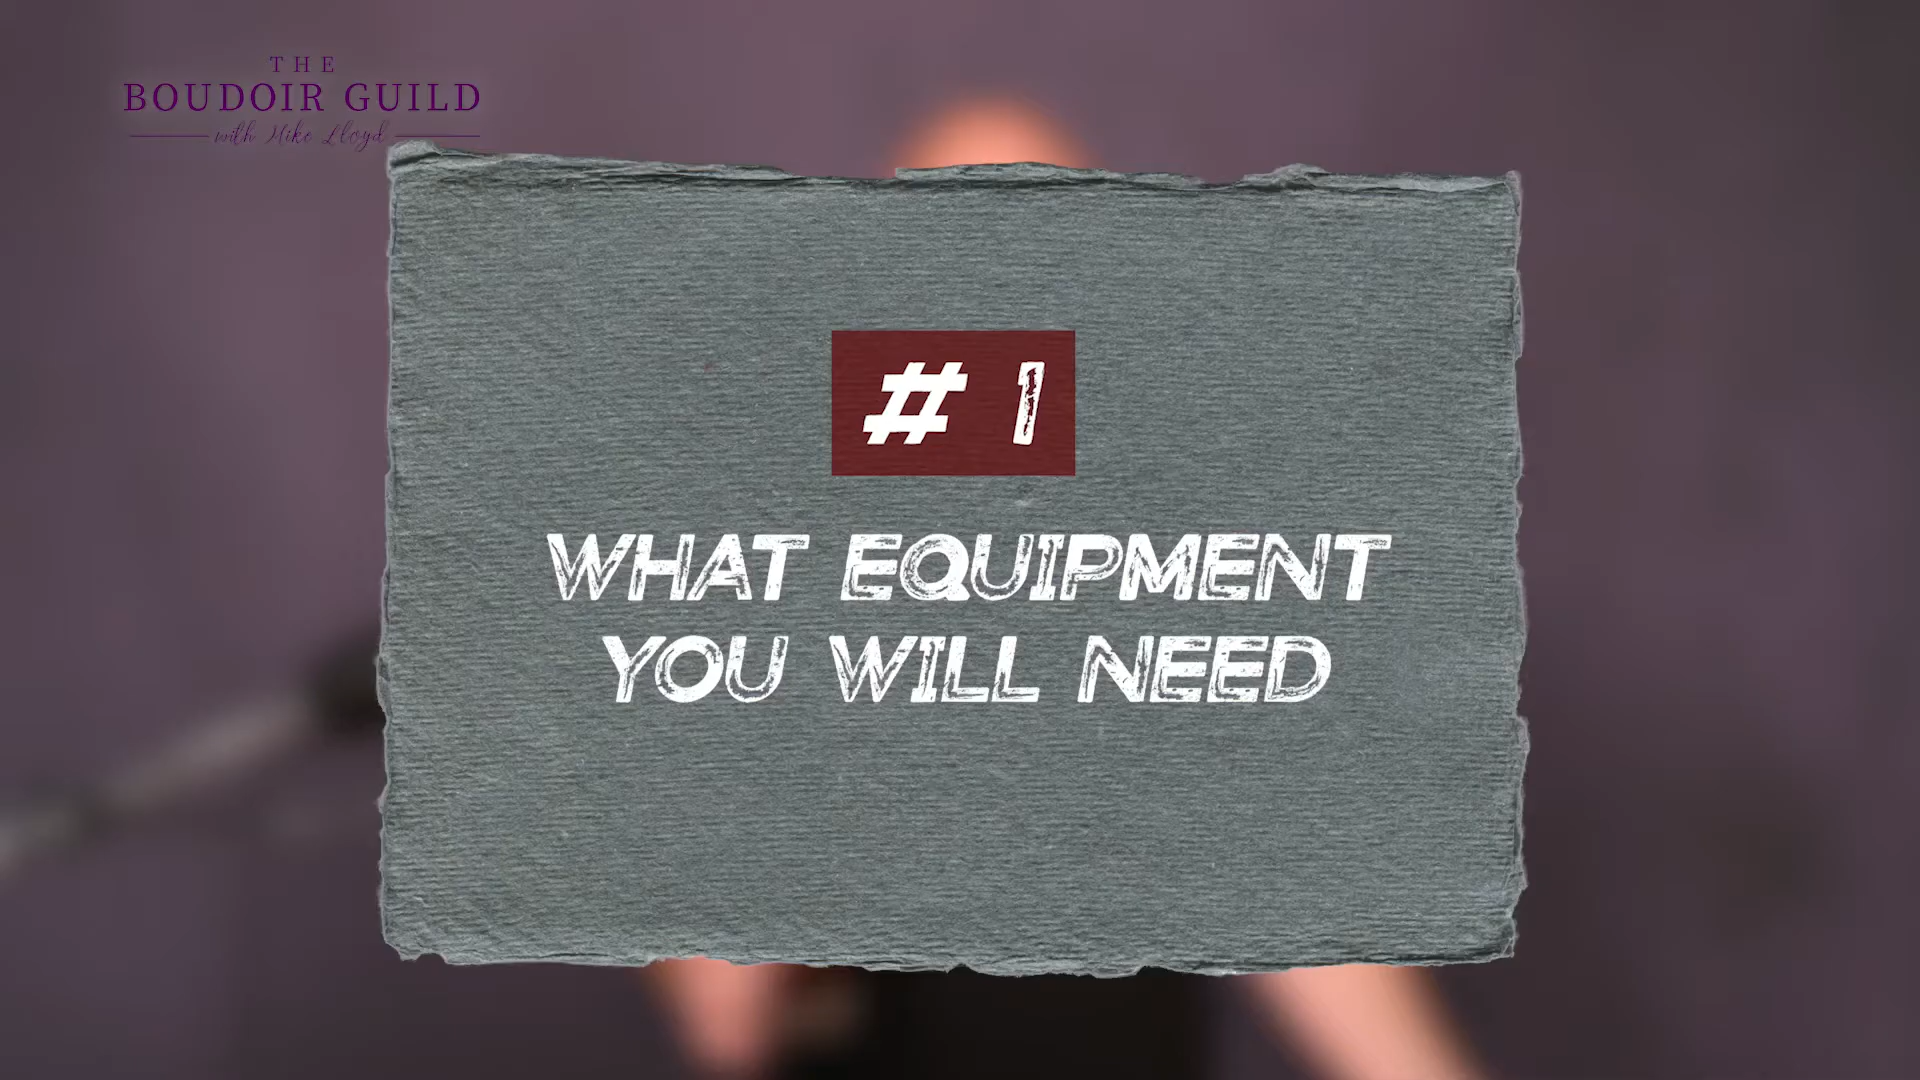 THE
BOUDOIR GUILD
with Mike Lloyd
# 1
WHAT EQUIPMENT
YOU WILL NEED